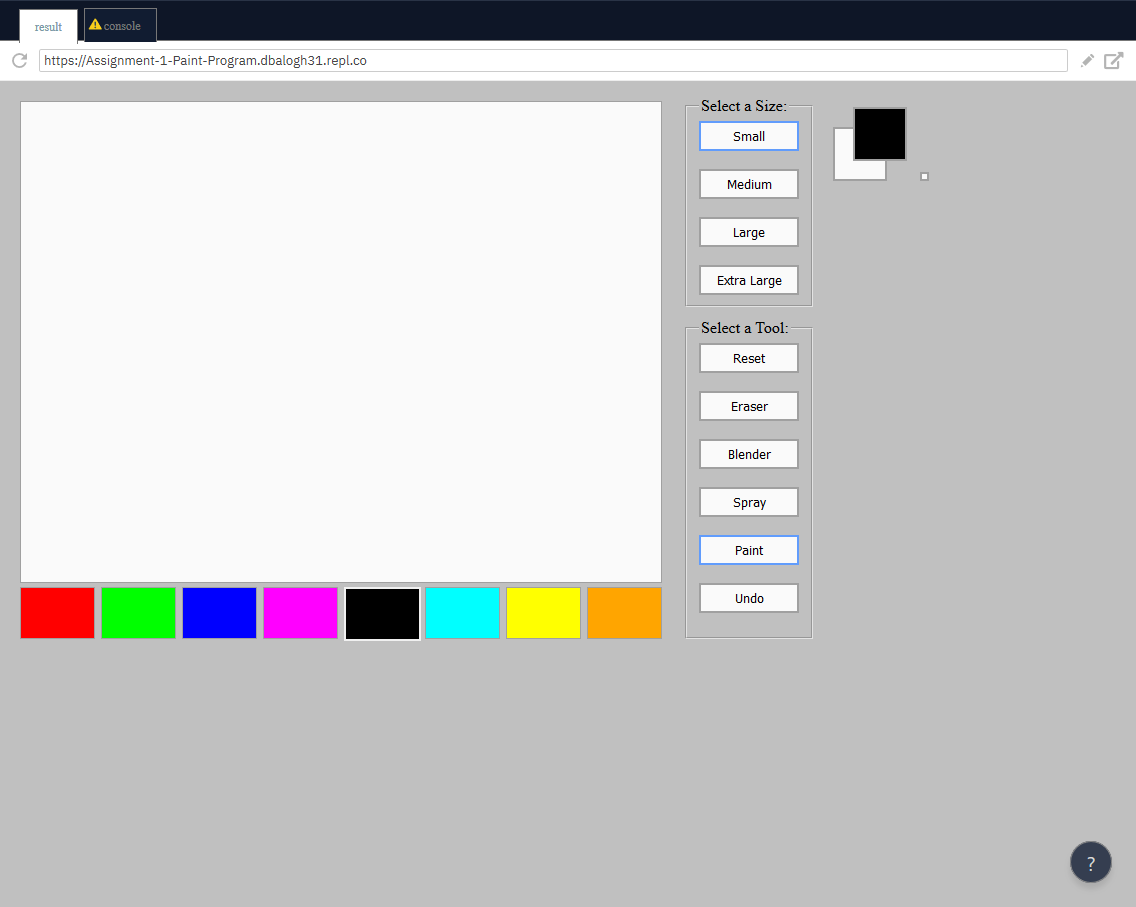 result
console
https://Assignment-1-Paint-Program.dbalogh31.repl.co
Select a Size:
Small
Medium
Large
Extra Large
Select a Tool:
Reset
Eraser
Blender
Spray
Paint
Undo
?